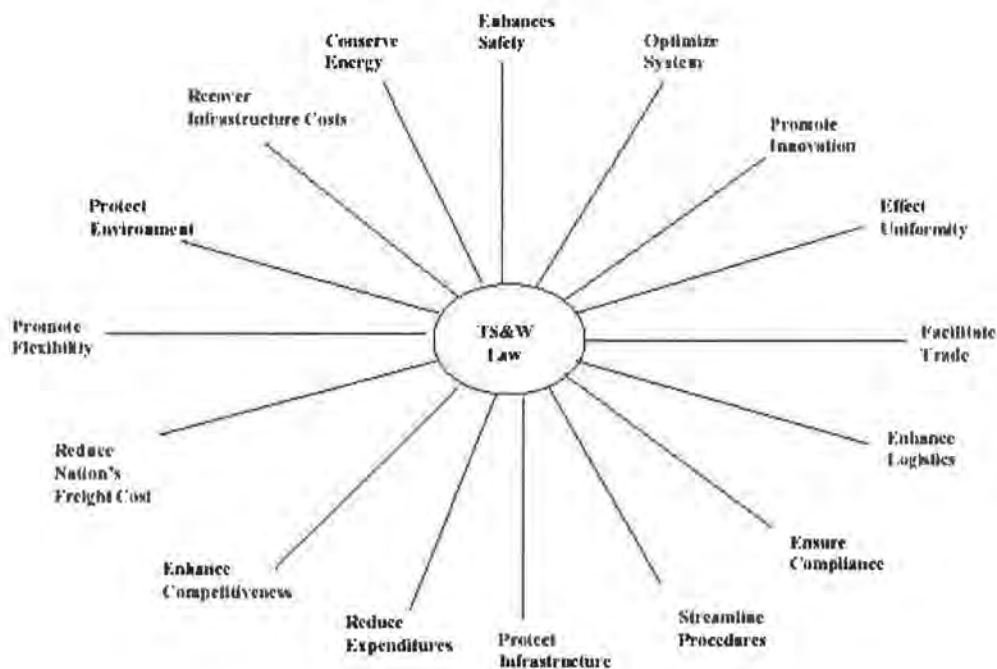 Enhances
Safety
Optimize
System
Promote
Innovation
Effect
Uniformity
Facilitate
Trade
Enhance
Logistics
Ensure
Compliance
Streamline
Procedures
Protect
Infrastructure
Reduce
Expenditures
Enhance
Competitiveness
Reduce
Nation's
Freight Cost
Promote
Flexibility
Protect
Environment
Recover
Infrastructure Costs
Conserve
Energy
TS&W
Law